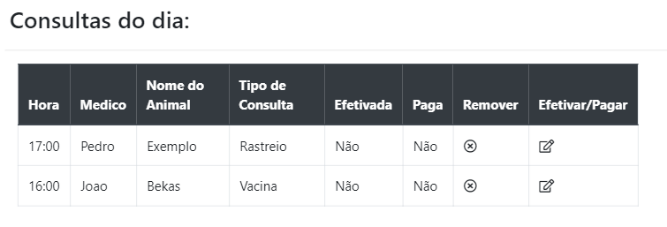 Consultas do dia:
Hora Medico Nome do Animal Tipo de Consulta Efetivada Paga Remover Efetivar/Pagar
17:00 Pedro Exemplo Rastreio Não Não
16:00 Joao Bekas Vacina Não Não